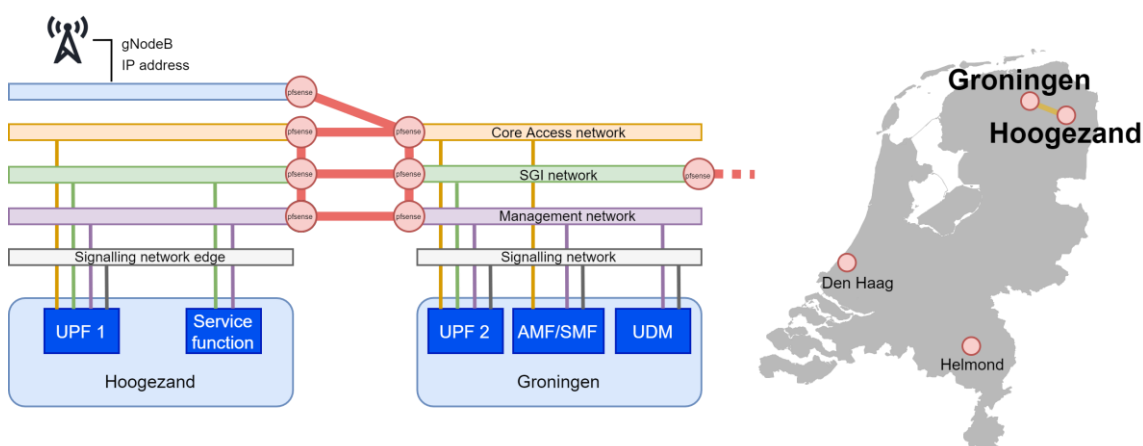 gNodeB
IP address
pfsense
pfsense
pfsense
Core Access network
pfsense
pfsense
SGI network
pfsense
pfsense
pfsense
Management network
Signalling network edge
Signalling network
UPF 1
Service
function
UPF 2
AMF/SMF
UDM
Hoogezand
Groningen
Groningen
Hoogezand
Den Haag
Helmond